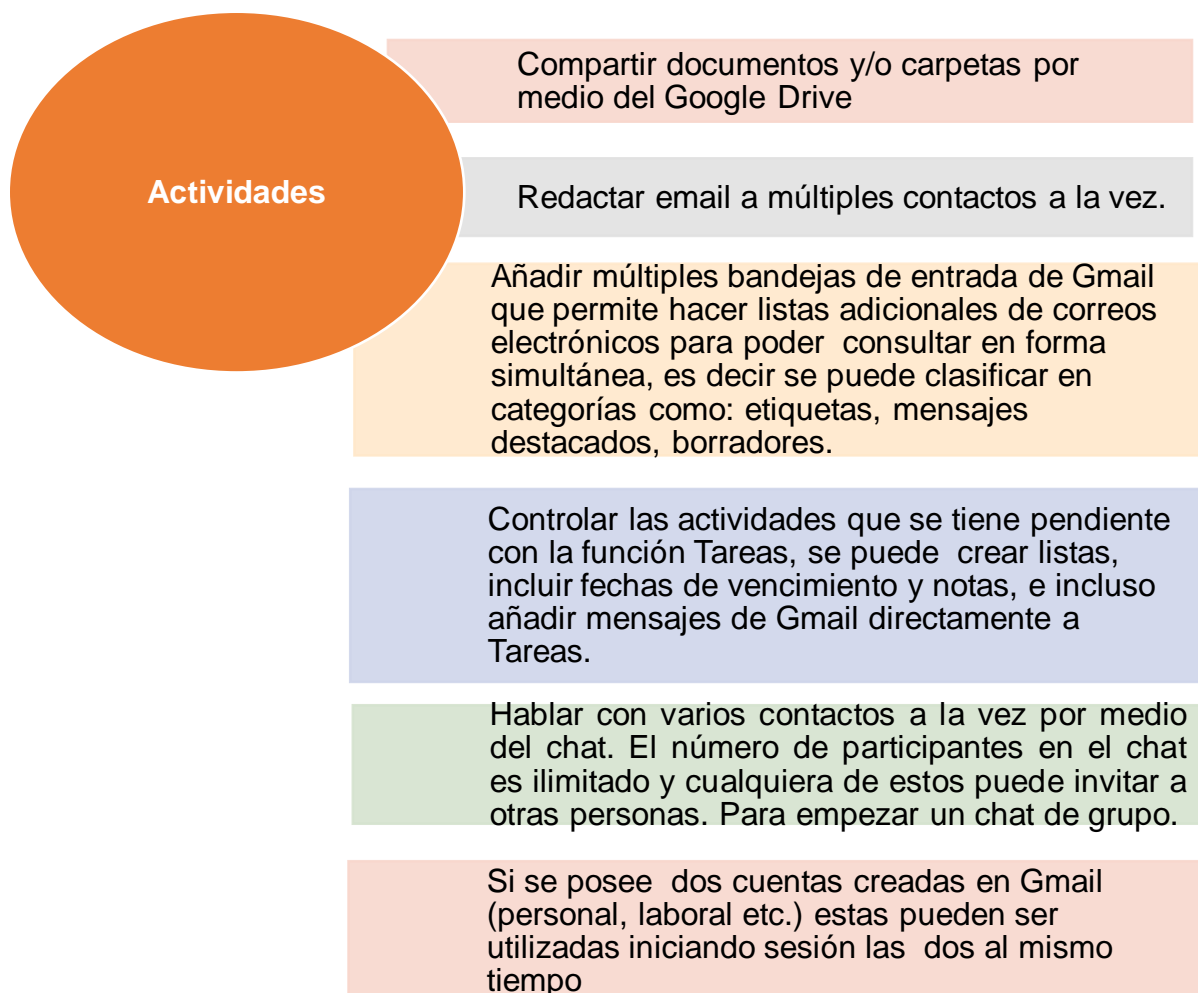 Actividades
Compartir documentos y/o carpetas por
medio del Google Drive
Redactar email a múltiples contactos a la vez.
Añadir múltiples bandejas de entrada de Gmail
que permite hacer listas adicionales de correos
electrónicos para poder  consultar en forma
simultánea, es decir se puede clasificar en
categorías como: etiquetas, mensajes
destacados, borradores.
Controlar las actividades que se tiene pendiente
con la función Tareas, se puede  crear listas,
incluir fechas de vencimiento y notas, e incluso
añadir mensajes de Gmail directamente a
Tareas.
Hablar con varios contactos a la vez por medio
del chat. El número de participantes en el chat
es ilimitado y cualquiera de estos puede invitar a
otras personas. Para empezar un chat de grupo.
Si se posee  dos cuentas creadas en Gmail
(personal, laboral etc.) estas pueden ser
utilizadas iniciando sesión las  dos al mismo
tiempo